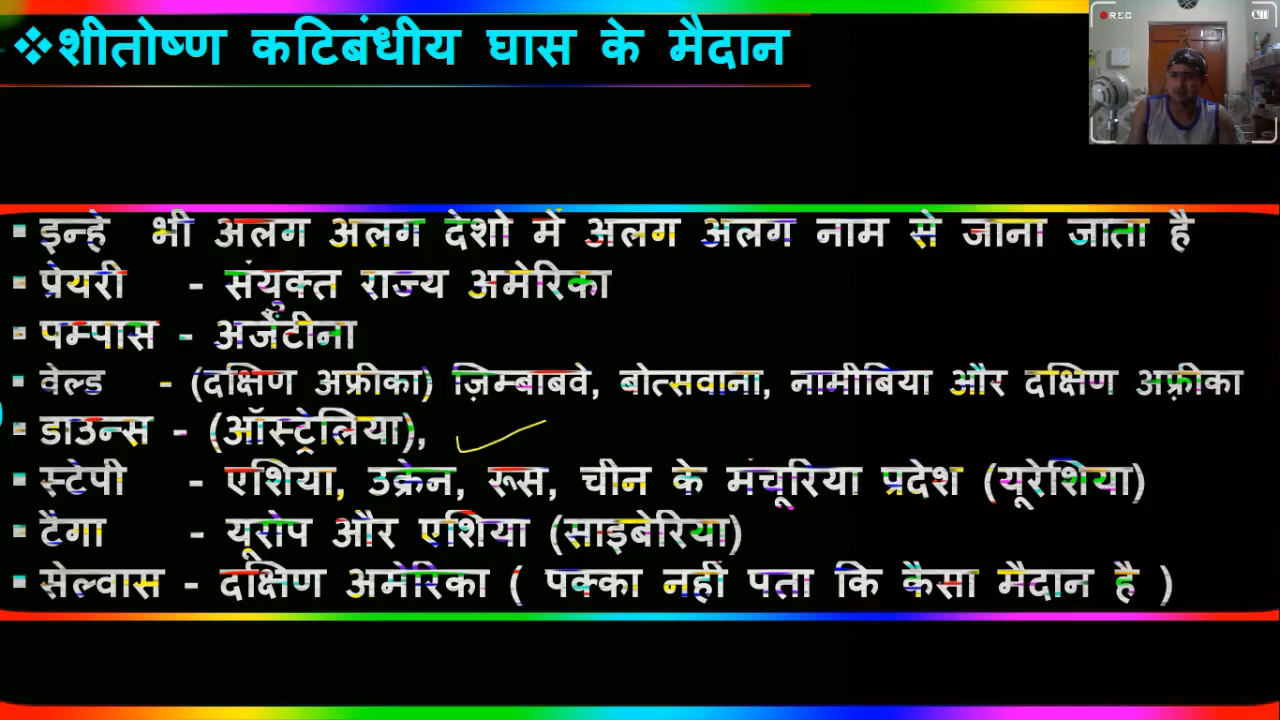 ❖शीतोष्ण कटिबंधीय घास के मैदान
REC
▪ इन्हे भी अलग अलग देशो में अलग अलग नाम से जाना जाता है
▪ प्रेयरी - संयुक्त राज्य अमेरिका
▪ पम्पास - अर्जेंटीना
▪ वेल्ड - (दक्षिण अफ्रीका) ज़िम्बाबवे, बोत्सवाना, नामीबिया और दक्षिण अफ़्रीका
▪ डाउन्स - (ऑस्ट्रेलिया),
▪ स्टेपी - एशिया, उक्रेन, रूस, चीन के मंचूरिया प्रदेश (यूरेशिया)
▪ टैगा - यूरोप और एशिया (साइबेरिया)
▪ सेल्वास - दक्षिण अमेरिका ( पक्का नहीं पता कि कैसा मैदान है )